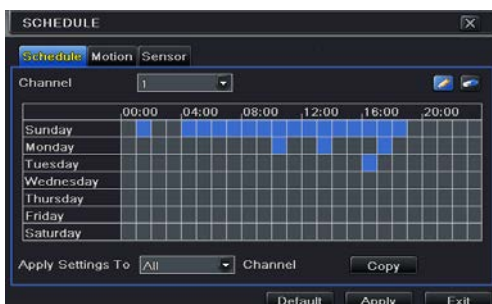 SCHEDULE
Schedule Motion Sensor
Channel 1
00:00 04:00 08:00 12:00 16:00 20:00
Sunday
Monday
Tuesday
Wednesday
Thursday
Friday
Saturday
Apply Settings To All Channel Copy
Default Apply Exit